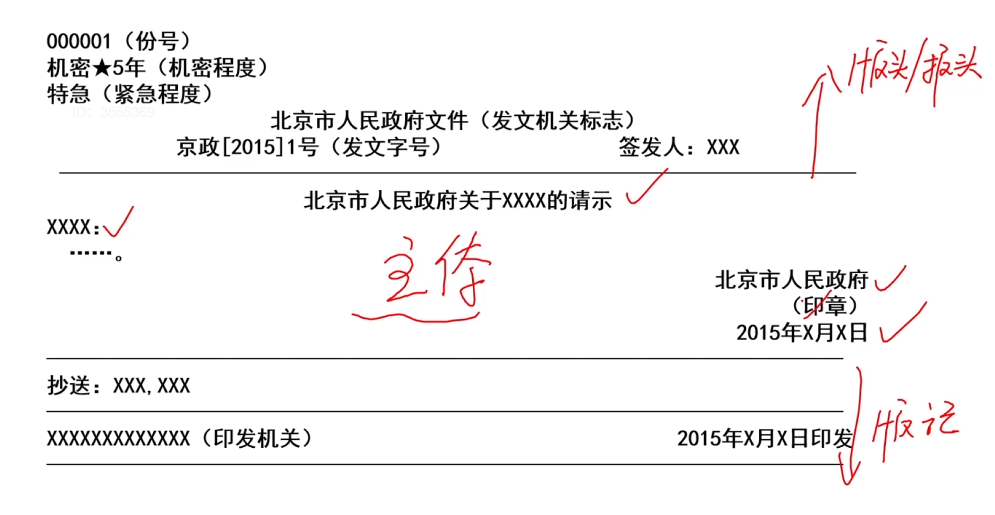 000001（份号）
机密★5年（机密程度）
特急（紧急程度）
版头/报头
北京市人民政府文件（发文机关标志）
京政[2015]1号（发文字号） 签发人：XXX
北京市人民政府关于XXXX的请示
XXXX：
……。
主体
北京市人民政府
（印章）
2015年X月X日
抄送：XXX,XXX
版记
XXXXXXXXXXXXX（印发机关） 2015年X月X日印发